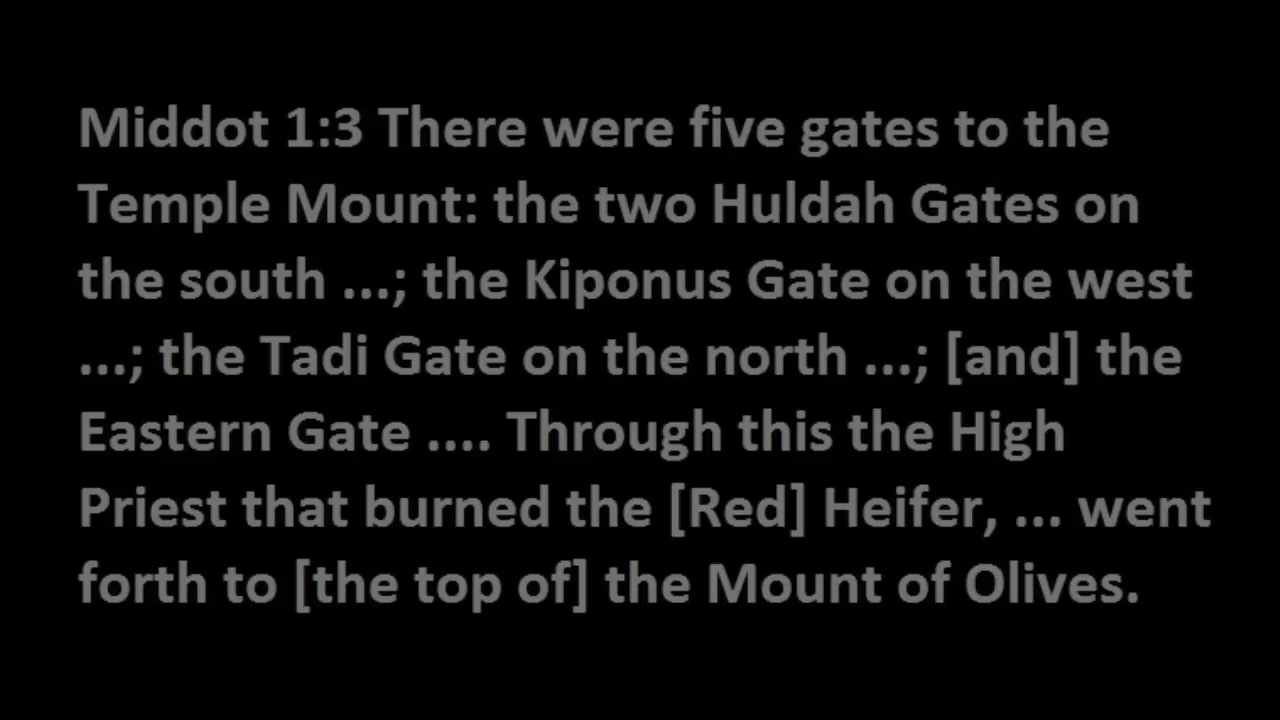 Middot 1:3 There were five gates to the
Temple Mount: the two Huldah Gates on
the south ...; the Kiponus Gate on the west
...; the Tadi Gate on the north ...; [and] the
Eastern Gate .... Through this the High
Priest that burned the [Red] Heifer, ... went
forth to [the top of] the Mount of Olives.